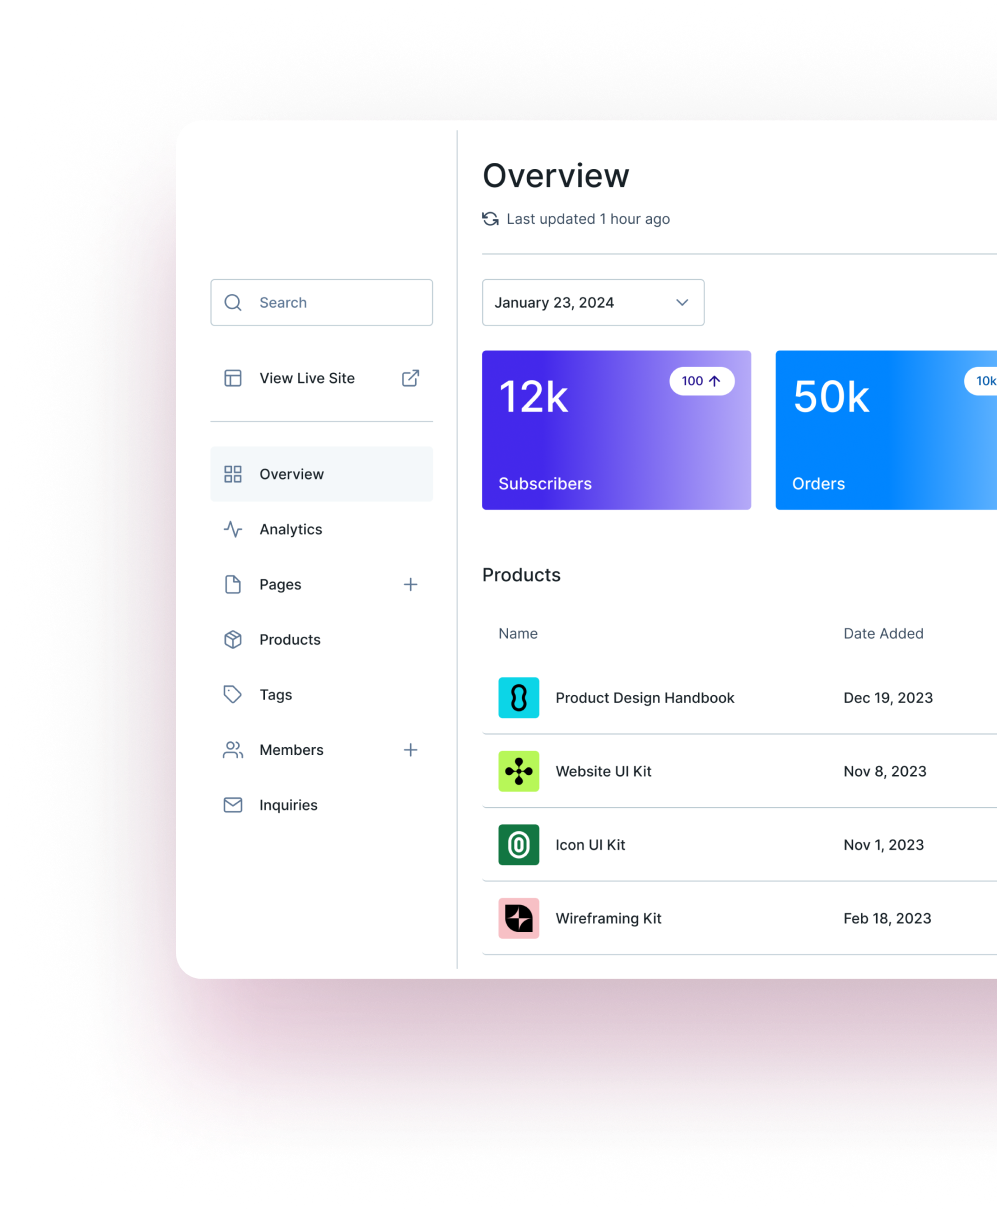 Overview
Last updated 1 hour ago
Search
January 23, 2024
View Live Site
12k
100
50k
10k
Subscribers
Orders
Overview
Analytics
Pages
Products
Tags
Members
Inquiries
Products
Name
Date Added
Product Design Handbook
Dec 19, 2023
Website UI Kit
Nov 8, 2023
Icon UI Kit
Nov 1, 2023
Wireframing Kit
Feb 18, 2023